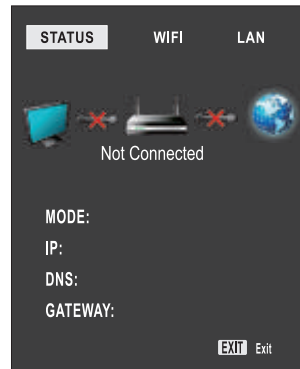 STATUS WIFI LAN
Not Connected
MODE:
IP:
DNS:
GATEWAY:
EXIT Exit